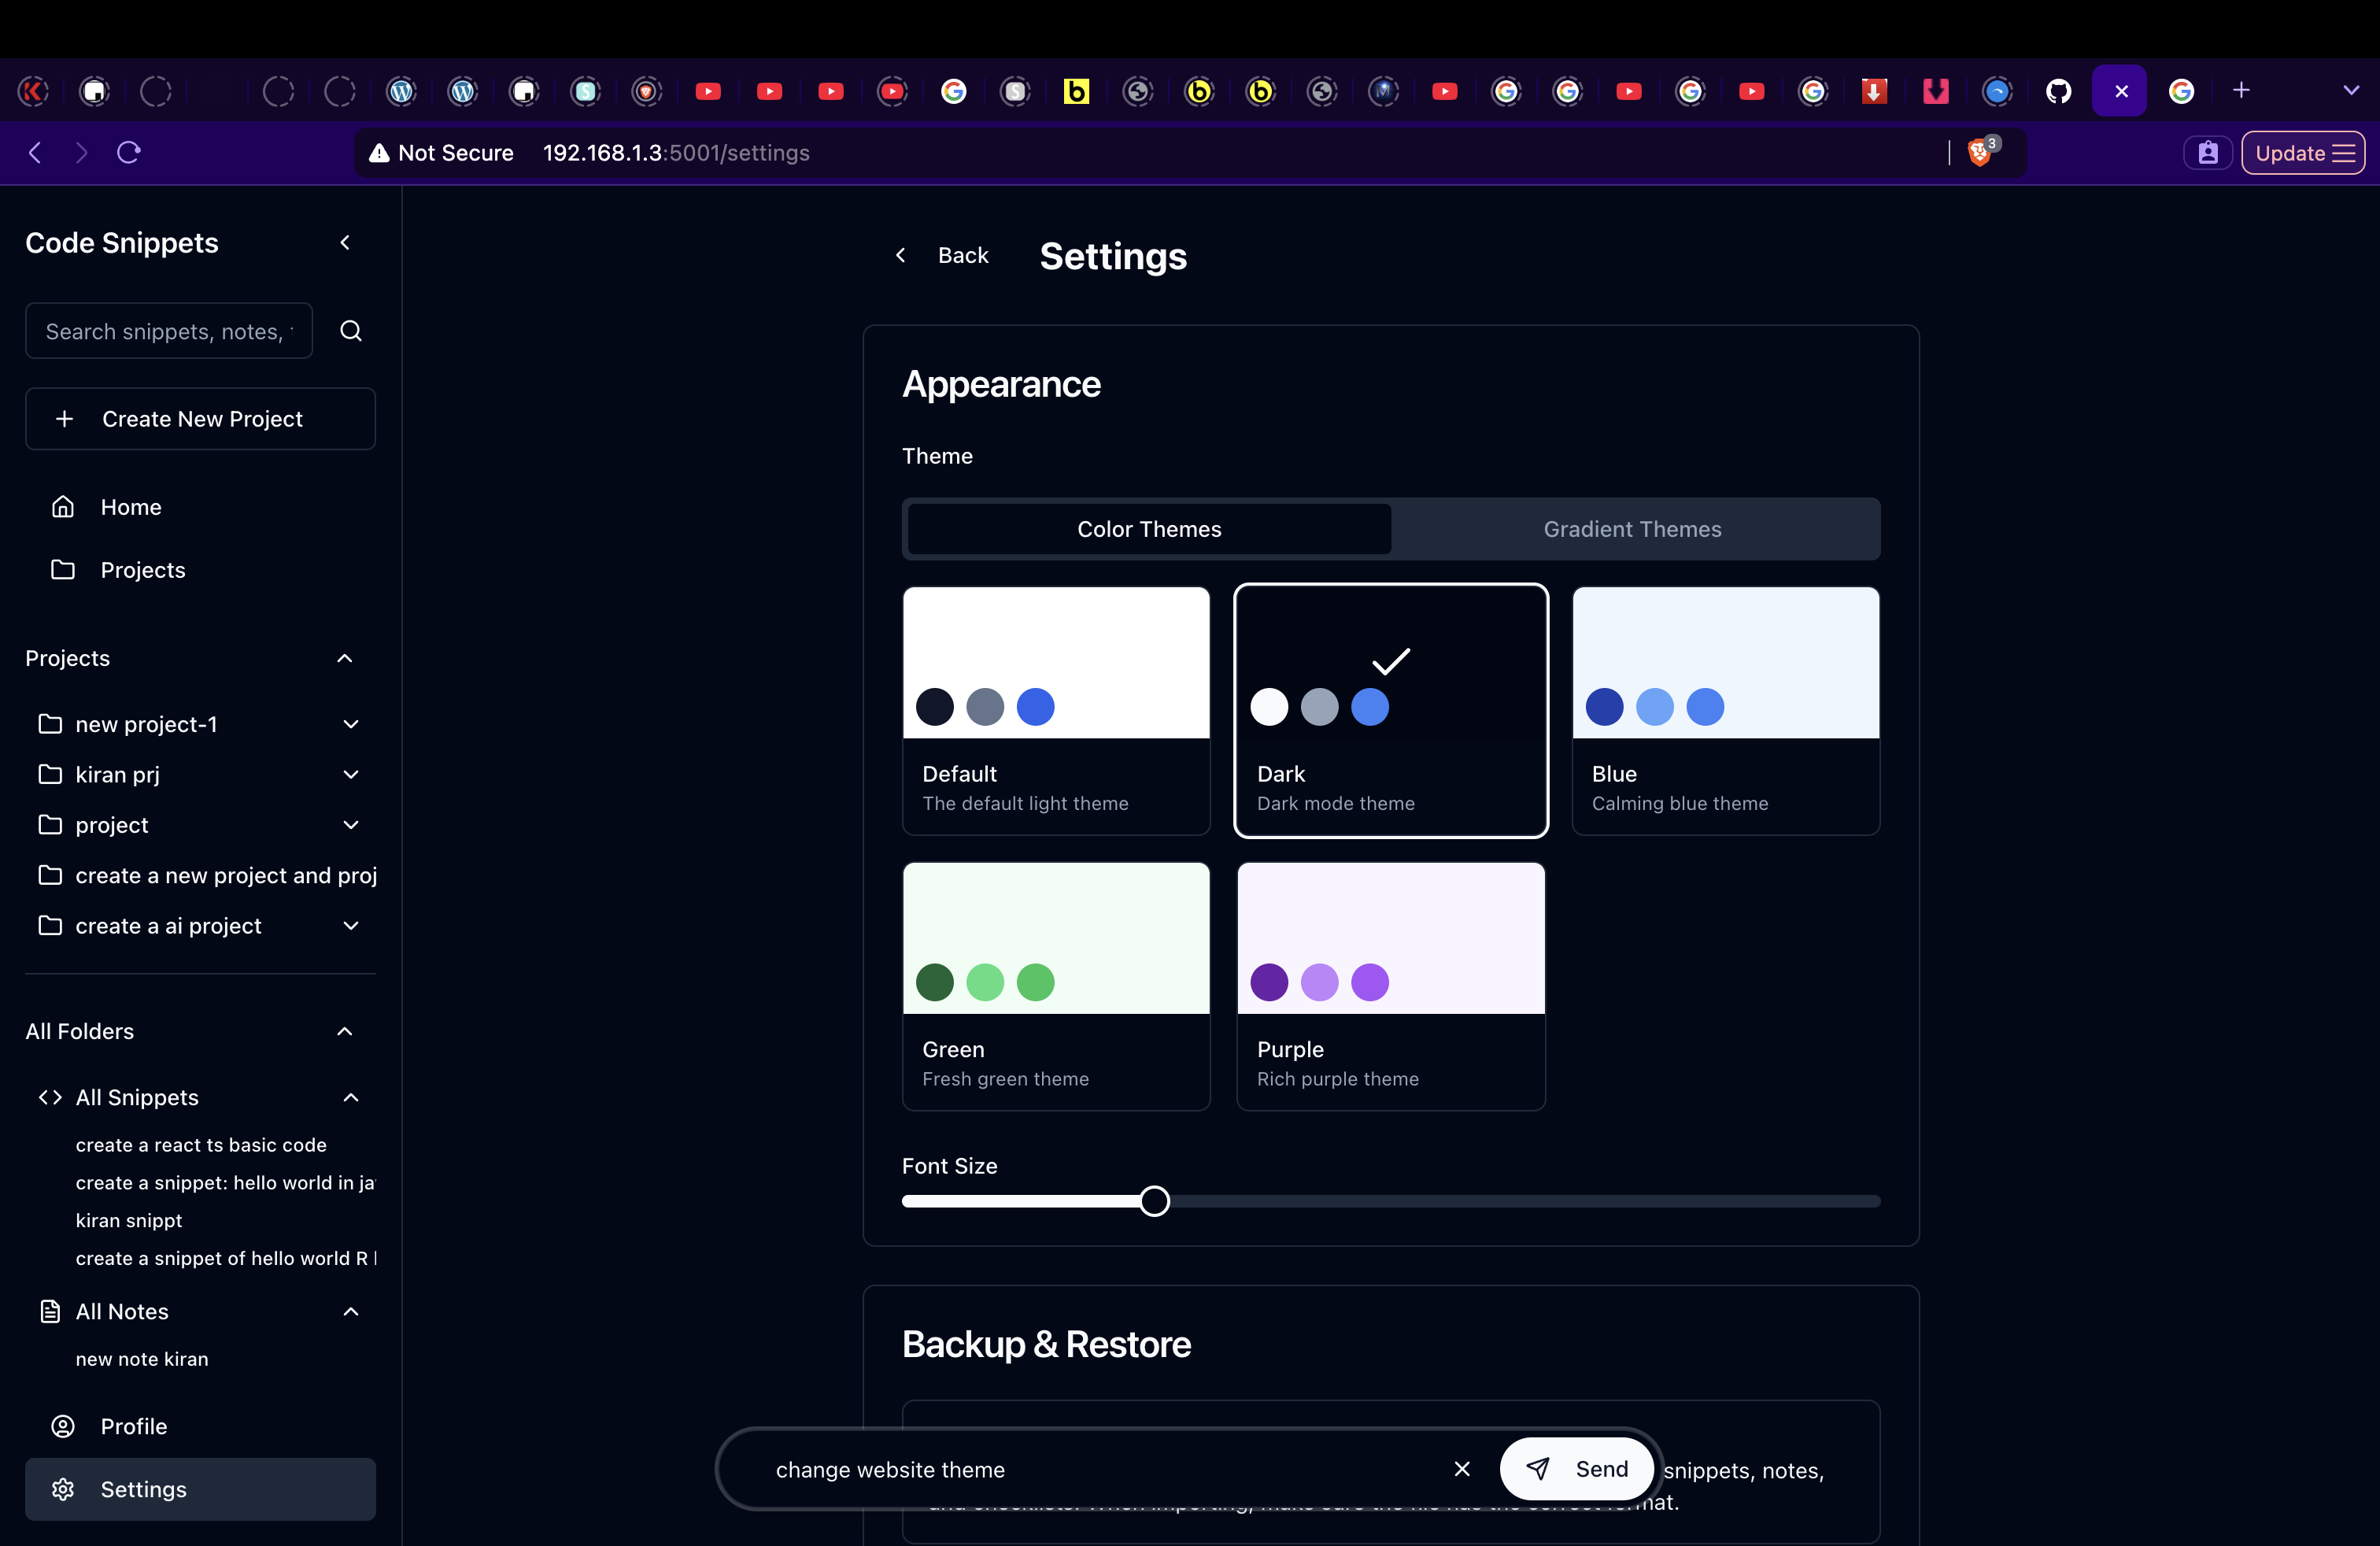 Not Secure 192.168.1.3:5001/settings
3
Update
Code Snippets
Search snippets, notes,
Create New Project
Home
Projects
Projects
new project-1
kiran prj
project
create a new project and proj
create a ai project
All Folders
All Snippets
create a react ts basic code
create a snippet: hello world in ja
kiran snippt
create a snippet of hello world R
All Notes
new note kiran
Profile
Settings
Back
Settings
Appearance
Theme
Color Themes
Gradient Themes
Default
The default light theme
Dark
Dark mode theme
Blue
Calming blue theme
Green
Fresh green theme
Purple
Rich purple theme
Font Size
Backup & Restore
snippets, notes,
change website theme
Send